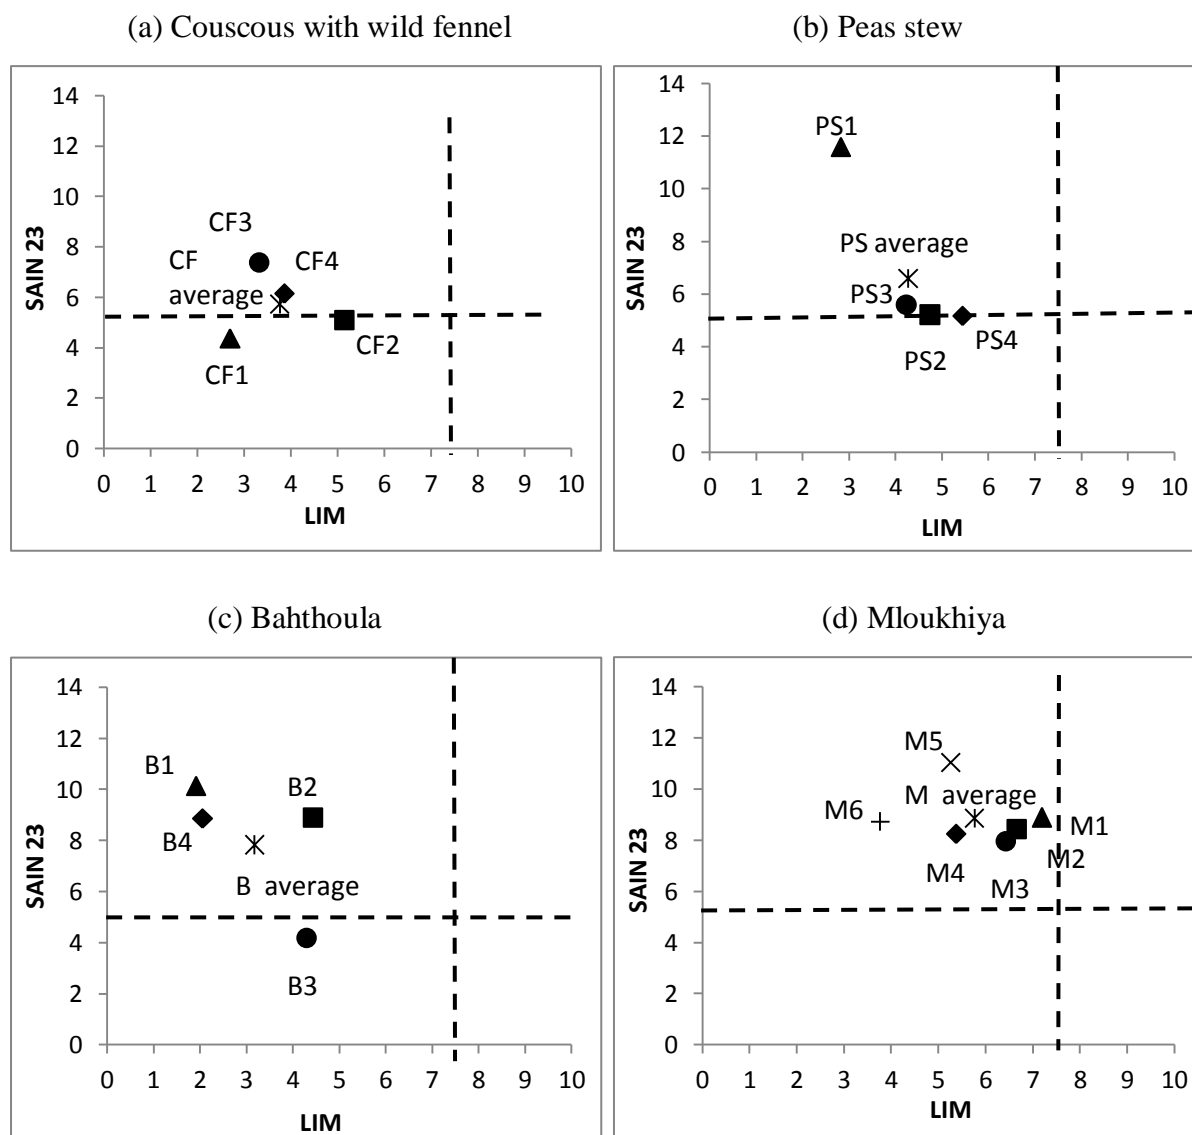 (a) Couscous with wild fennel
14
12
10
8
6
4
2
0
SAIN 23
CF3
CF
average
CF4
CF2
CF1
0 1 2 3 4 5 6 7 8 9 10
LIM
(b) Peas stew
14
12
10
8
6
4
2
0
SAIN 23
PS1
PS average
PS3
PS2
PS4
0 1 2 3 4 5 6 7 8 9 10
LIM
(c) Bahthoula
14
12
10
8
6
4
2
0
SAIN 23
B1
B2
B4
B average
B3
0 1 2 3 4 5 6 7 8 9 10
LIM
(d) Mloukhiya
14
12
10
8
6
4
2
0
SAIN 23
M5
M average
M6
M1
M2
M4
M3
0 1 2 3 4 5 6 7 8 9 10
LIM